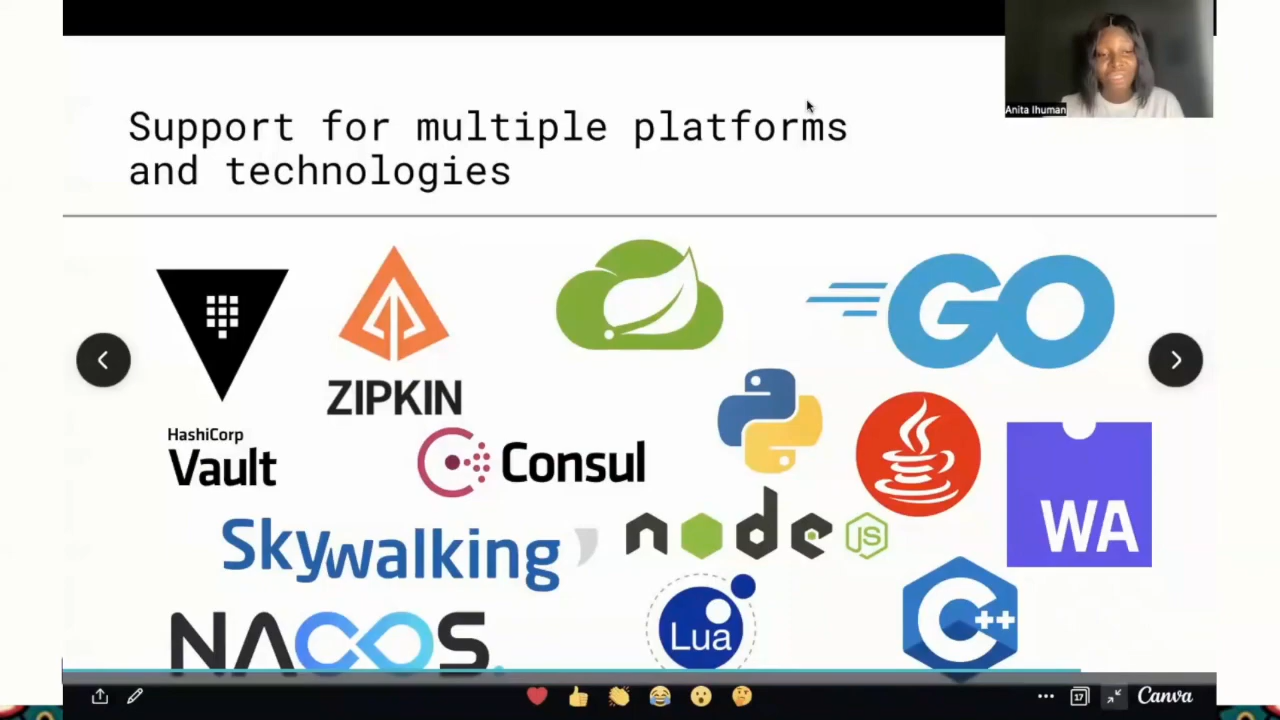 Support for multiple platforms
and technologies
Anita Ihuman
GO
ZIPKIN
HashiCorp
Vault
Consul
WA
Skywalking
node
JS
NACOS.
Lua
C++
17
Canva